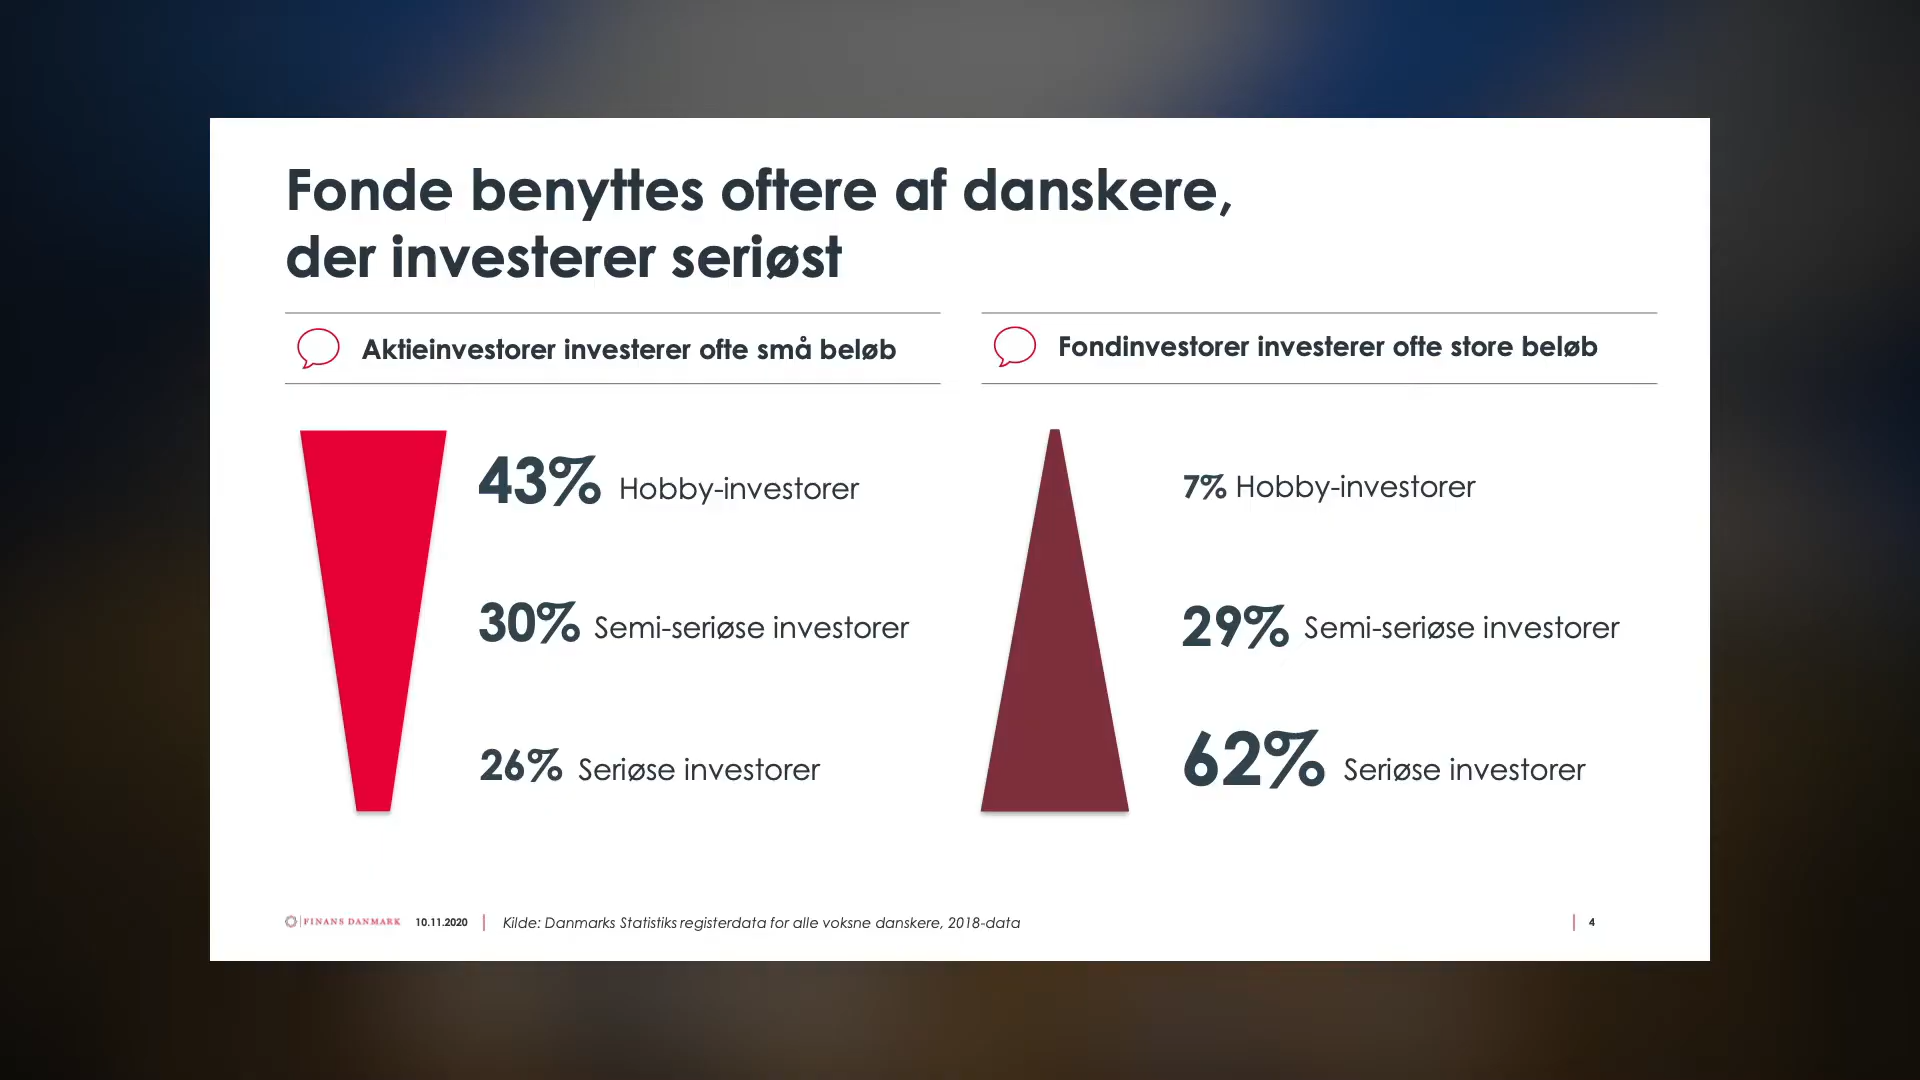 Fonde benyttes oftere af danskere,
der investerer seriøst
Aktieinvestorer investerer ofte små beløb
43% Hobby-investorer
30% Semi-seriøse investorer
26% Seriøse investorer
Fondinvestorer investerer ofte store beløb
7% Hobby-investorer
29% Semi-seriøse investorer
62% Seriøse investorer
FINANS DANMARK 10.11.2020 Kilde: Danmarks Statistiks registerdata for alle voksne danskere, 2018-data 4